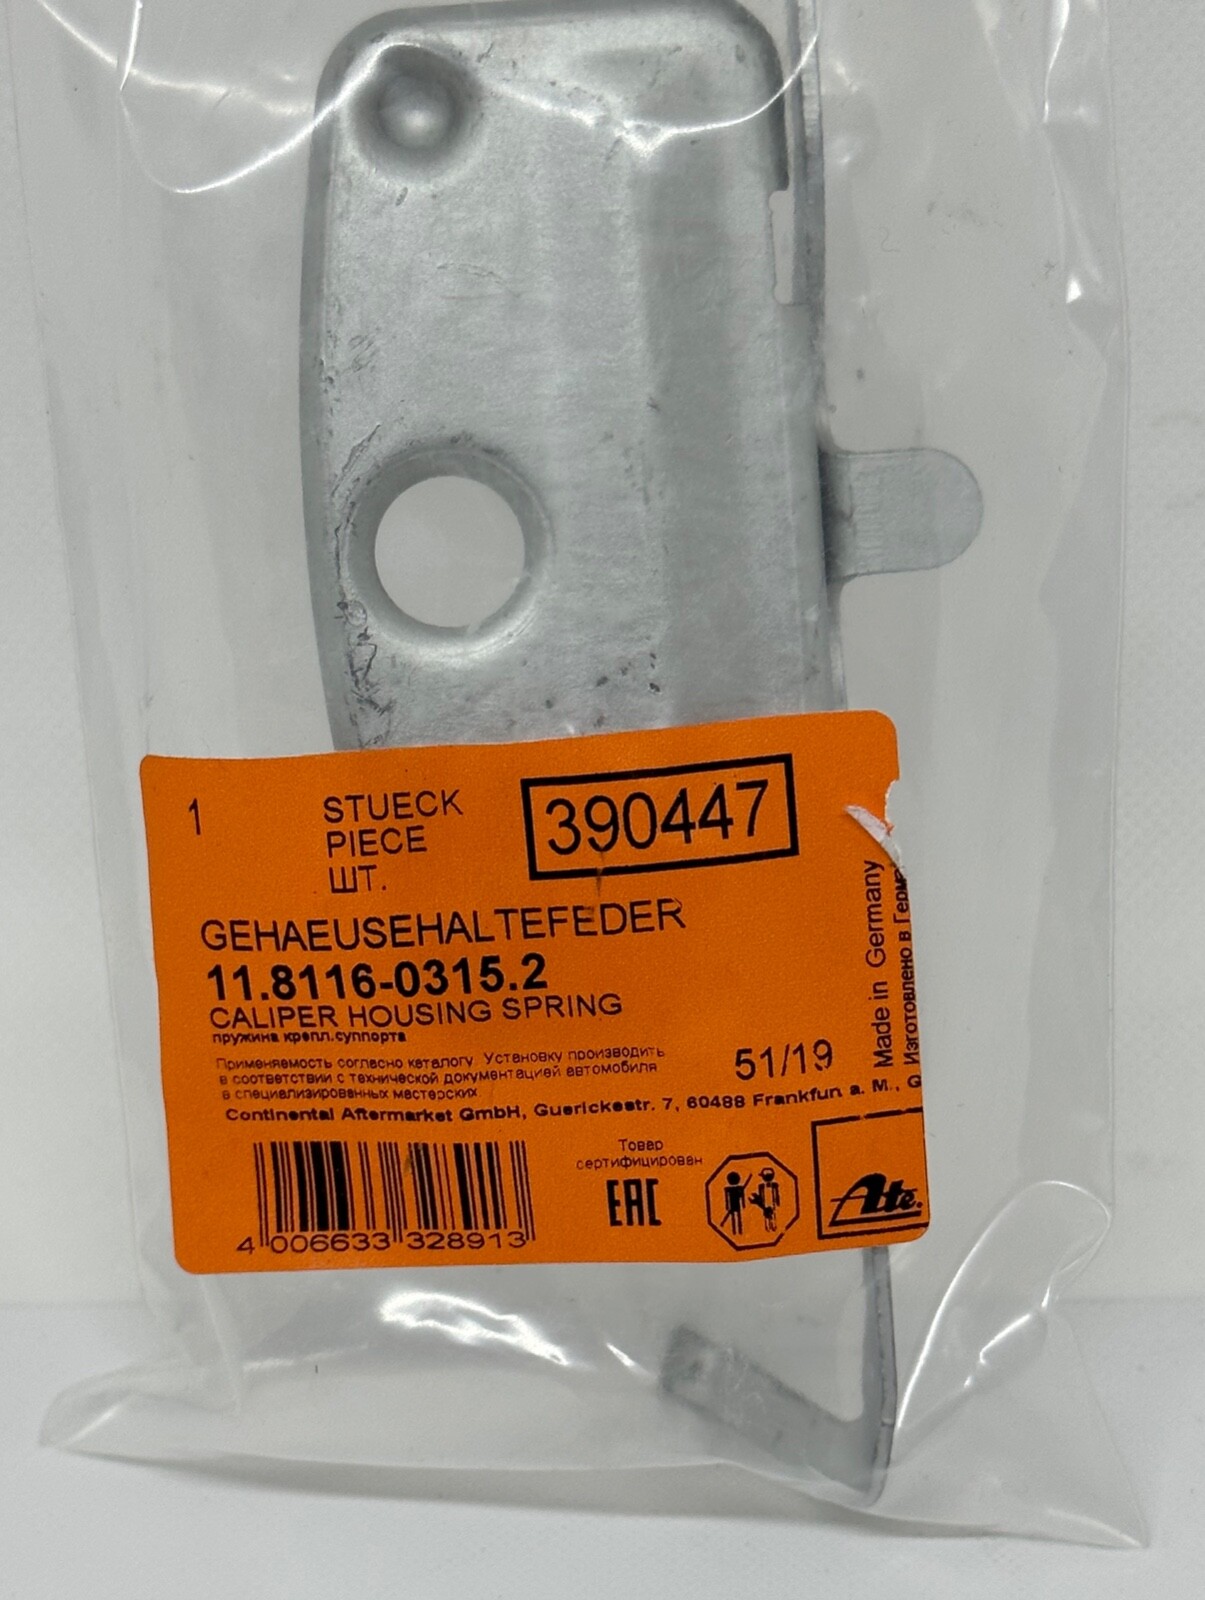 1
STUECK
PIECE
ШТ.
390447
GEHAEUSEHALTEFEDER
11.8116-0315.2
CALIPER HOUSING SPRING
пружина крепл.суппорта
Применяемость согласно каталогу. Установку производить
в соответствии с технической документацией автомобиля
в специализированных мастерских
51/19
Continental Aftermarket GmbH, Guerickestr. 7, 60488 Frankfun a. M., G
Made in Germany
Изготовлено в Герм
4 006633 328913
Товар
сертифицирован
EAC
Ate